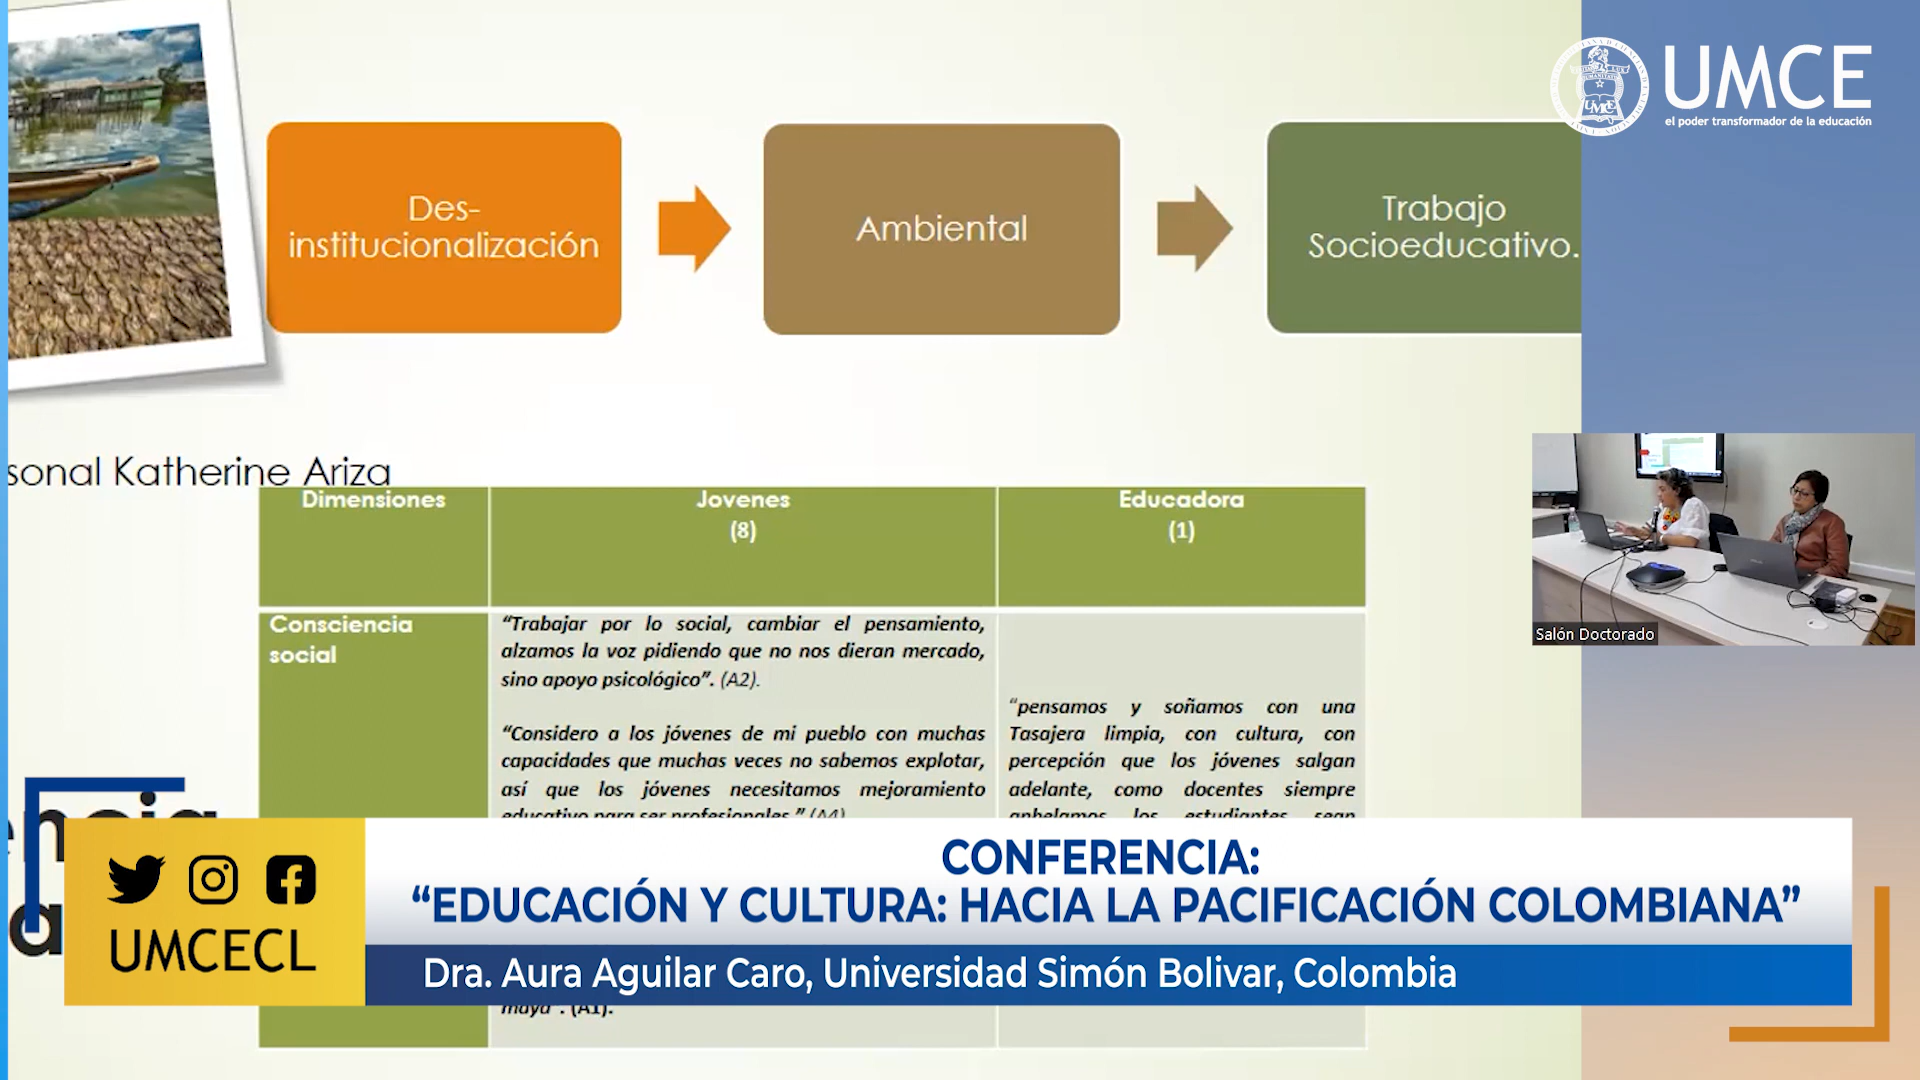 UMCE
el poder transformador de la educación
Des-
institucionalización
Ambiental
Trabajo
Socioeducativo.
sonal Katherine Ariza
Dimensiones
Jovenes
(8)
Educadora
(1)
Consciencia
social
“Trabajar por lo social, cambiar el pensamiento,
alzamos la voz pidiendo que no nos dieran mercado,
sino apoyo psicológico”. (A2).
“Considero a los jóvenes de mi pueblo con muchas
capacidades que muchas veces no sabemos explotar,
así que los jóvenes necesitamos mejoramiento
educativo para ser profesionales.” (A4)
“pensamos y soñamos con una
Tasajera limpia, con cultura, con
percepción que los jóvenes salgan
adelante, como docentes siempre
anhelamos los estudiantes sean
maya”. (A1).
Salón Doctorado
UMCECL
CONFERENCIA:
“EDUCACIÓN Y CULTURA: HACIA LA PACIFICACIÓN COLOMBIANA”
Dra. Aura Aguilar Caro, Universidad Simón Bolivar, Colombia